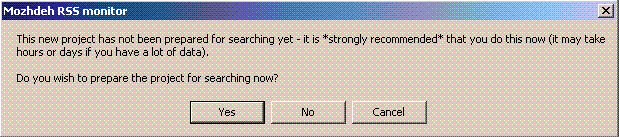 Mozhdeh RSS monitor
This new project has not been prepared for searching yet - it is *strongly recommended* that you do this now (it may take
hours or days if you have a lot of data).
Do you wish to prepare the project for searching now?
Yes
No
Cancel